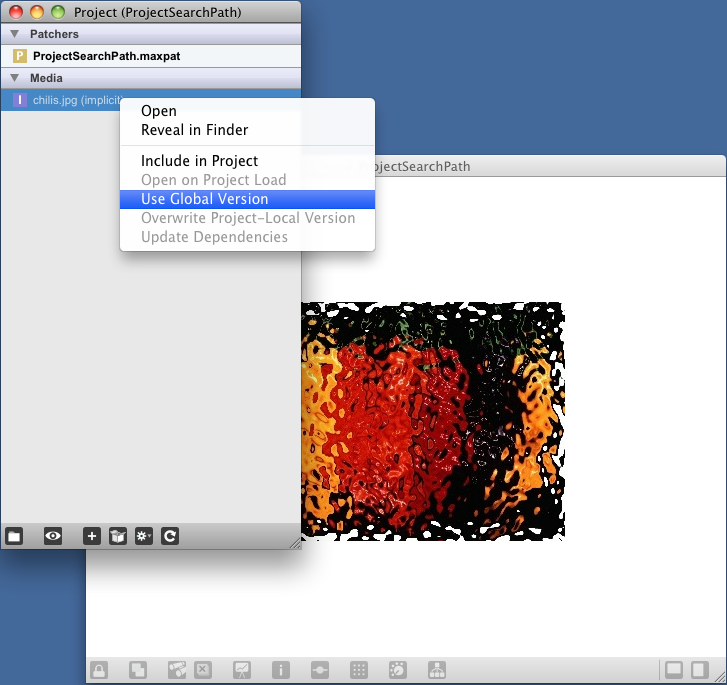 Project (ProjectSearchPath)
Patchers
P ProjectSearchPath.maxpat
Media
I chilis.jpg (implicit)
Open
Reveal in Finder
Include in Project
Open on Project Load
Use Global Version
Overwrite Project-Local Version
Update Dependencies
ojectSearchPath